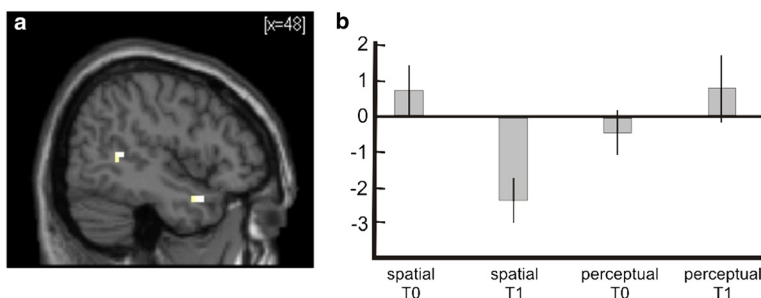 a
[x=48]
b
2
1
0
-1
-2
-3
spatial
T0
spatial
T1
perceptual
T0
perceptual
T1